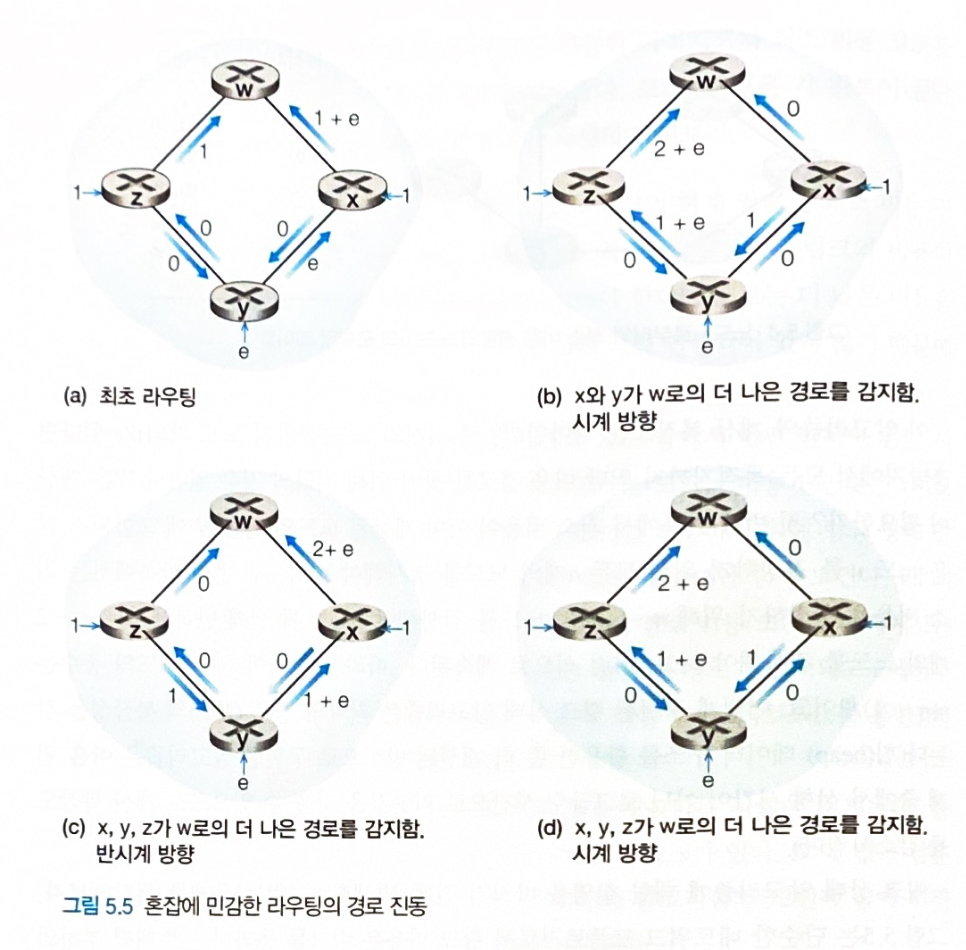 w
1 + e
1
1
z
x
1
0
0
0
e
y
e
(a) 최초 라우팅
w
0
2 + e
1
z
x
1
1 + e
1
0
0
y
e
(b) x와 y가 w로의 더 나은 경로를 감지함.
시계 방향
w
2+ e
0
1
z
x
1
0
0
1
1 + e
y
e
(c) x, y, z가 w로의 더 나은 경로를 감지함.
반시계 방향
w
0
2 + e
1
z
x
1
1 + e
1
0
0
y
e
(d) x, y, z가 w로의 더 나은 경로를 감지함.
시계 방향
그림 5.5 혼잡에 민감한 라우팅의 경로 진동